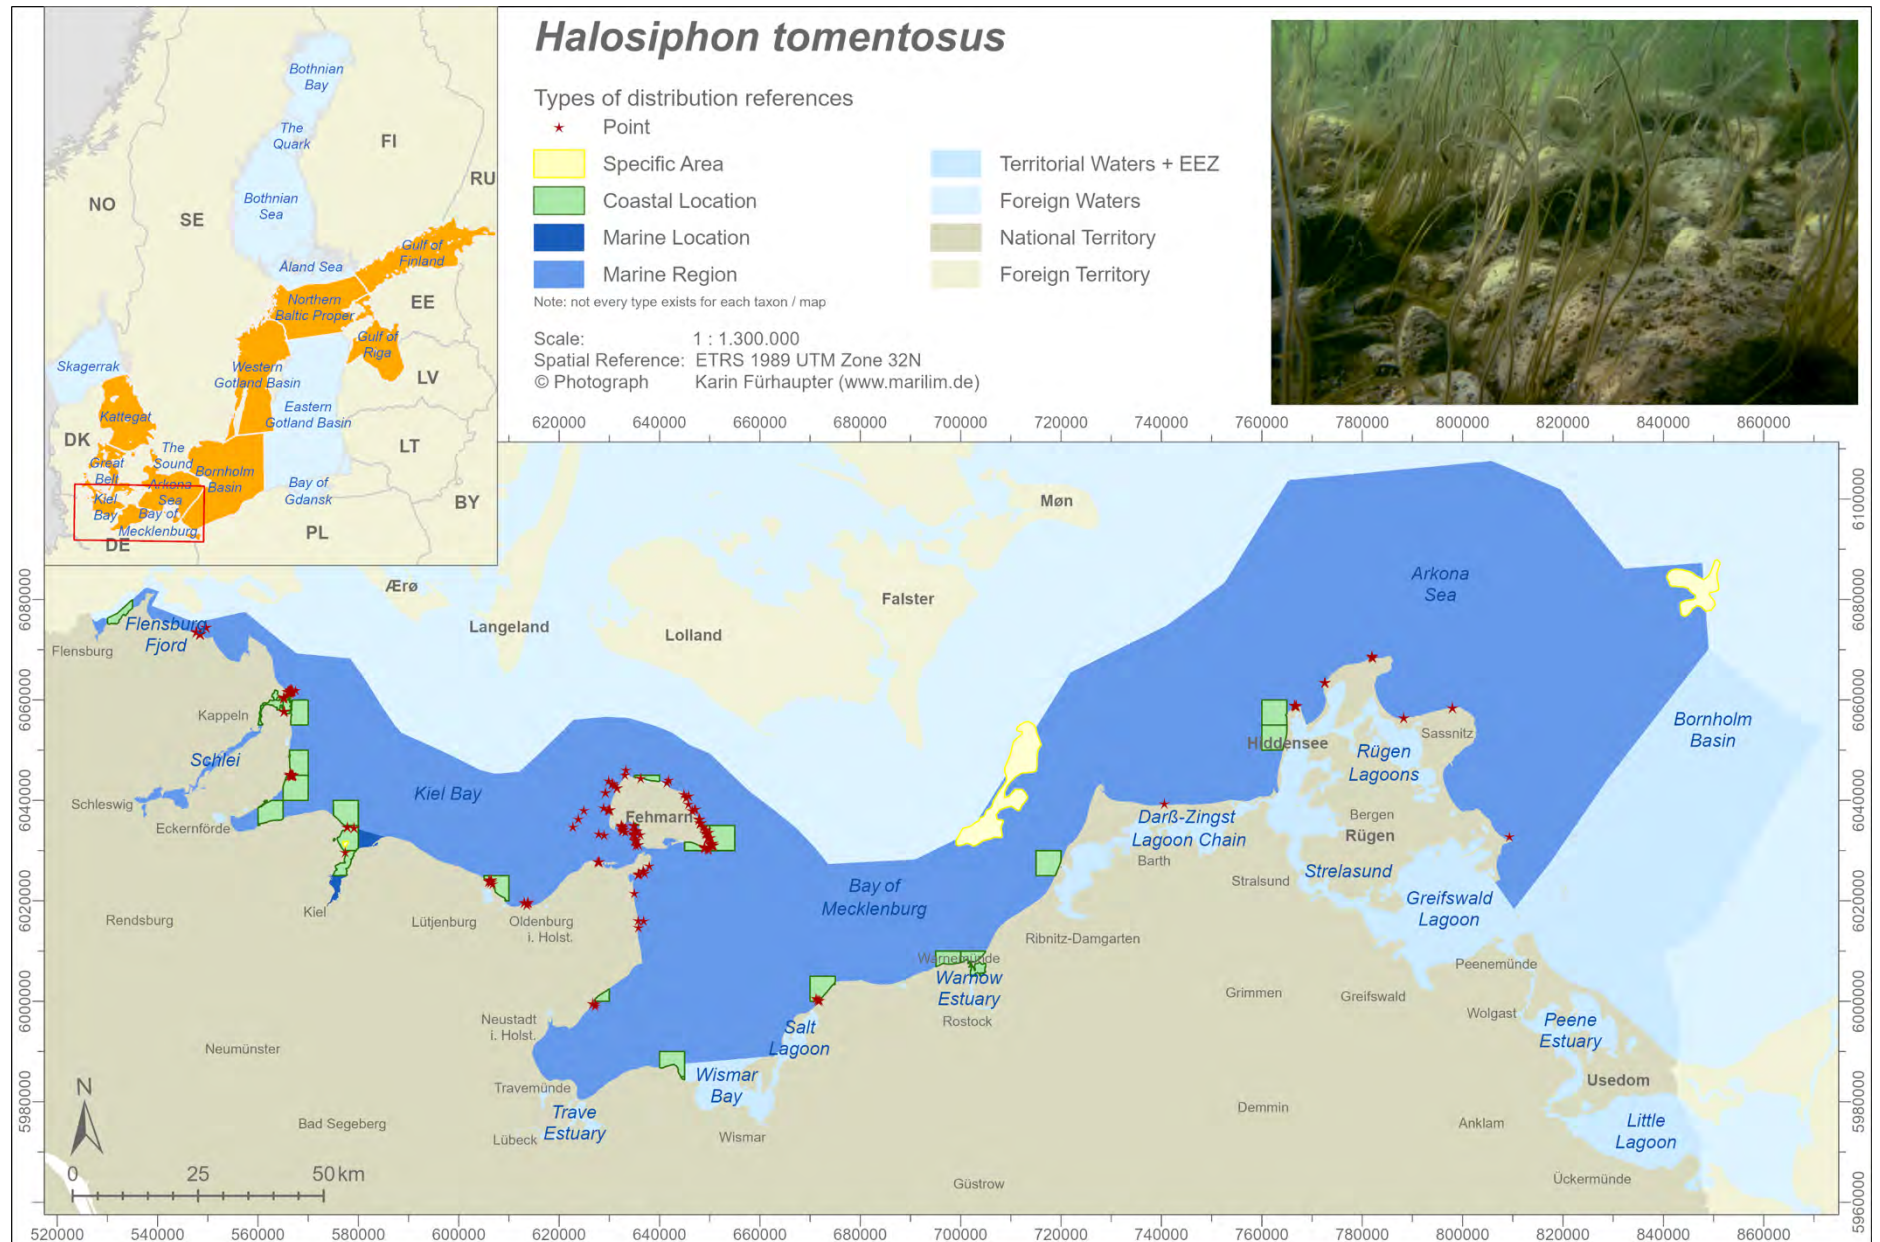 Halosiphon tomentosus
Types of distribution references
Point
Specific Area
Coastal Location
Marine Location
Marine Region
Territorial Waters + EEZ
Foreign Waters
National Territory
Foreign Territory
Note: not every type exists for each taxon / map
Scale: 1 : 1.300.000
Spatial Reference: ETRS 1989 UTM Zone 32N
© Photograph Karin Fürhaupter (www.marilim.de)
Bothnian
Bay
The
Quark
FI
RU
NO
SE
Bothnian
Sea
Gulf of
Finland
Åland Sea
Northern
Baltic Proper
EE
Gulf of
Riga
Skagerrak
Western
Gotland Basin
LV
Kattegat
Eastern
Gotland Basin
DK
The
Sound
LT
Great
Belt
Bornholm
Basin
Arkona
Sea
Kiel
Bay
Bay of
Gdansk
BY
Bay of
Mecklenburg
PL
DE
620000 640000 660000 680000 700000 720000 740000 760000 780000 800000 820000 840000 860000
6100000
6080000
6060000
6040000
6020000
6000000
5980000
5960000
6080000
6060000
6040000
6020000
6000000
5980000
Møn
Ærø
Langeland
Lolland
Falster
Arkona
Sea
Flensburg
Fjord
Flensburg
Kappeln
Schlei
Schleswig
Eckernförde
Kiel Bay
Fehmarn
Hiddensee
Sassnitz
Rügen
Lagoons
Bornholm
Basin
Bergen
Rügen
Darß-Zingst
Lagoon Chain
Barth
Stralsund
Strelasund
Greifswald
Lagoon
Bay of
Mecklenburg
Rendsburg
Kiel
Lütjenburg
Oldenburg
i. Holst.
Ribnitz-Damgarten
Warnemünde
Warnow
Estuary
Rostock
Peenemünde
Grimmen
Greifswald
Wolgast
Peene
Estuary
Neustadt
i. Holst.
Salt
Lagoon
Neumünster
Wismar
Bay
Travemünde
Usedom
Trave
Estuary
Bad Segeberg
Lübeck
Wismar
Demmin
Anklam
Little
Lagoon
Güstrow
Ückermünde
N
0 25 50 km
520000 540000 560000 580000 600000 620000 640000 660000 680000 700000 720000 740000 760000 780000 800000 820000 840000 860000